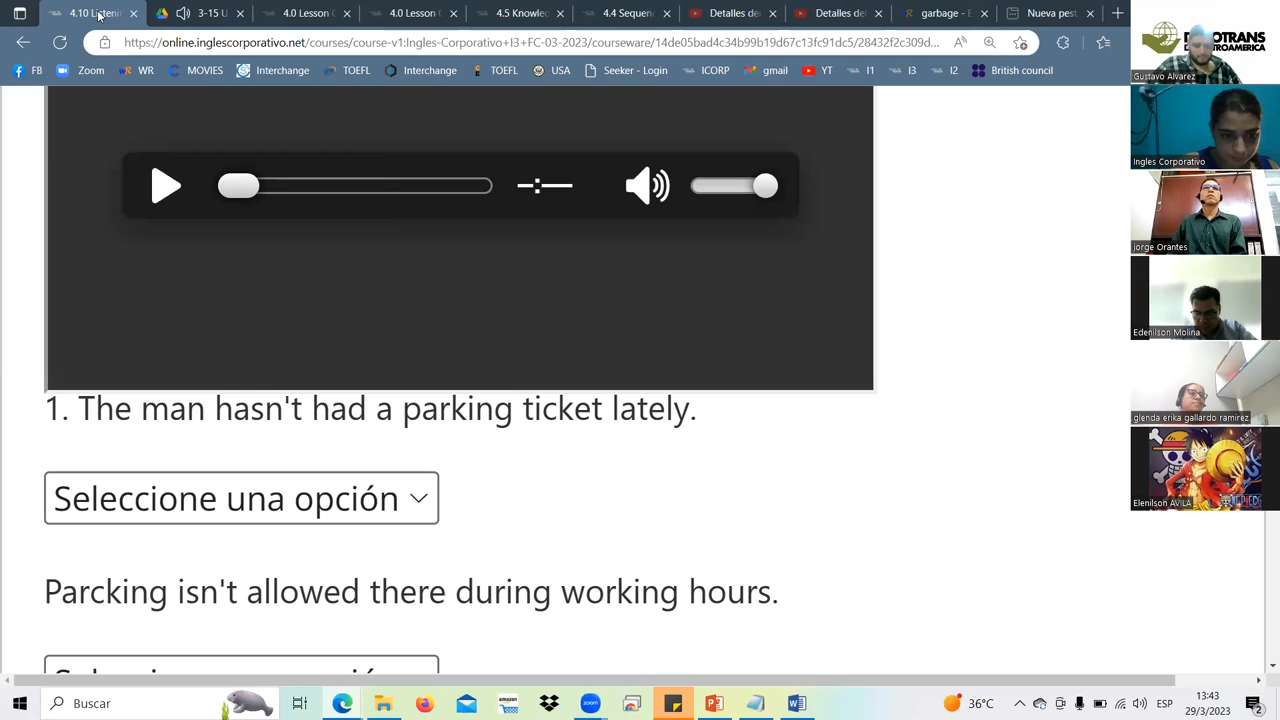 4.10 Listeni
3-15 U
4.0 Lesson O
4.0 Lesson O
4.5 Knowled
4.4 Sequenc
Detalles del
Detalles de
garbage - E
Nueva pest
https://online.inglescorporativo.net/courses/course-v1:Ingles-Corporativo+I3+FC-03-2023/courseware/14de05bad4c34b99b19d67c13fc91dc5/28432f2c309d...
FB
Zoom
WR
MOVIES
Interchange
TOEFL
Interchange
TOEFL
USA
Seeker - Login
ICORP
gmail
YT
I1
I3
I2
British council
Gustavo Alvarez
Ingles Corporativo
jorge Orantes
Edenilson Molina
glenda erika gallardo ramirez
Elenilson AVILA
1. The man hasn't had a parking ticket lately.
Seleccione una opción
Parcking isn't allowed there during working hours.
Buscar
36°C
ESP
13:43
29/3/2023
2